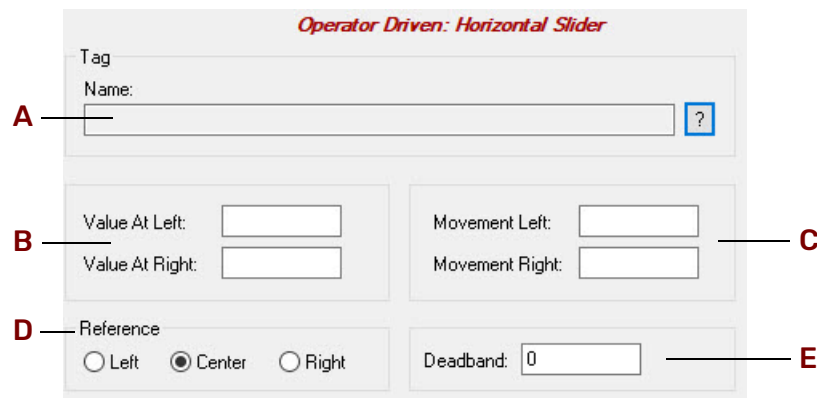 Operator Driven: Horizontal Slider
Tag
Name:
A
?
Value At Left:
Movement Left:
B
C
Value At Right:
Movement Right:
D
Reference
Left Center Right
Deadband: 0
E